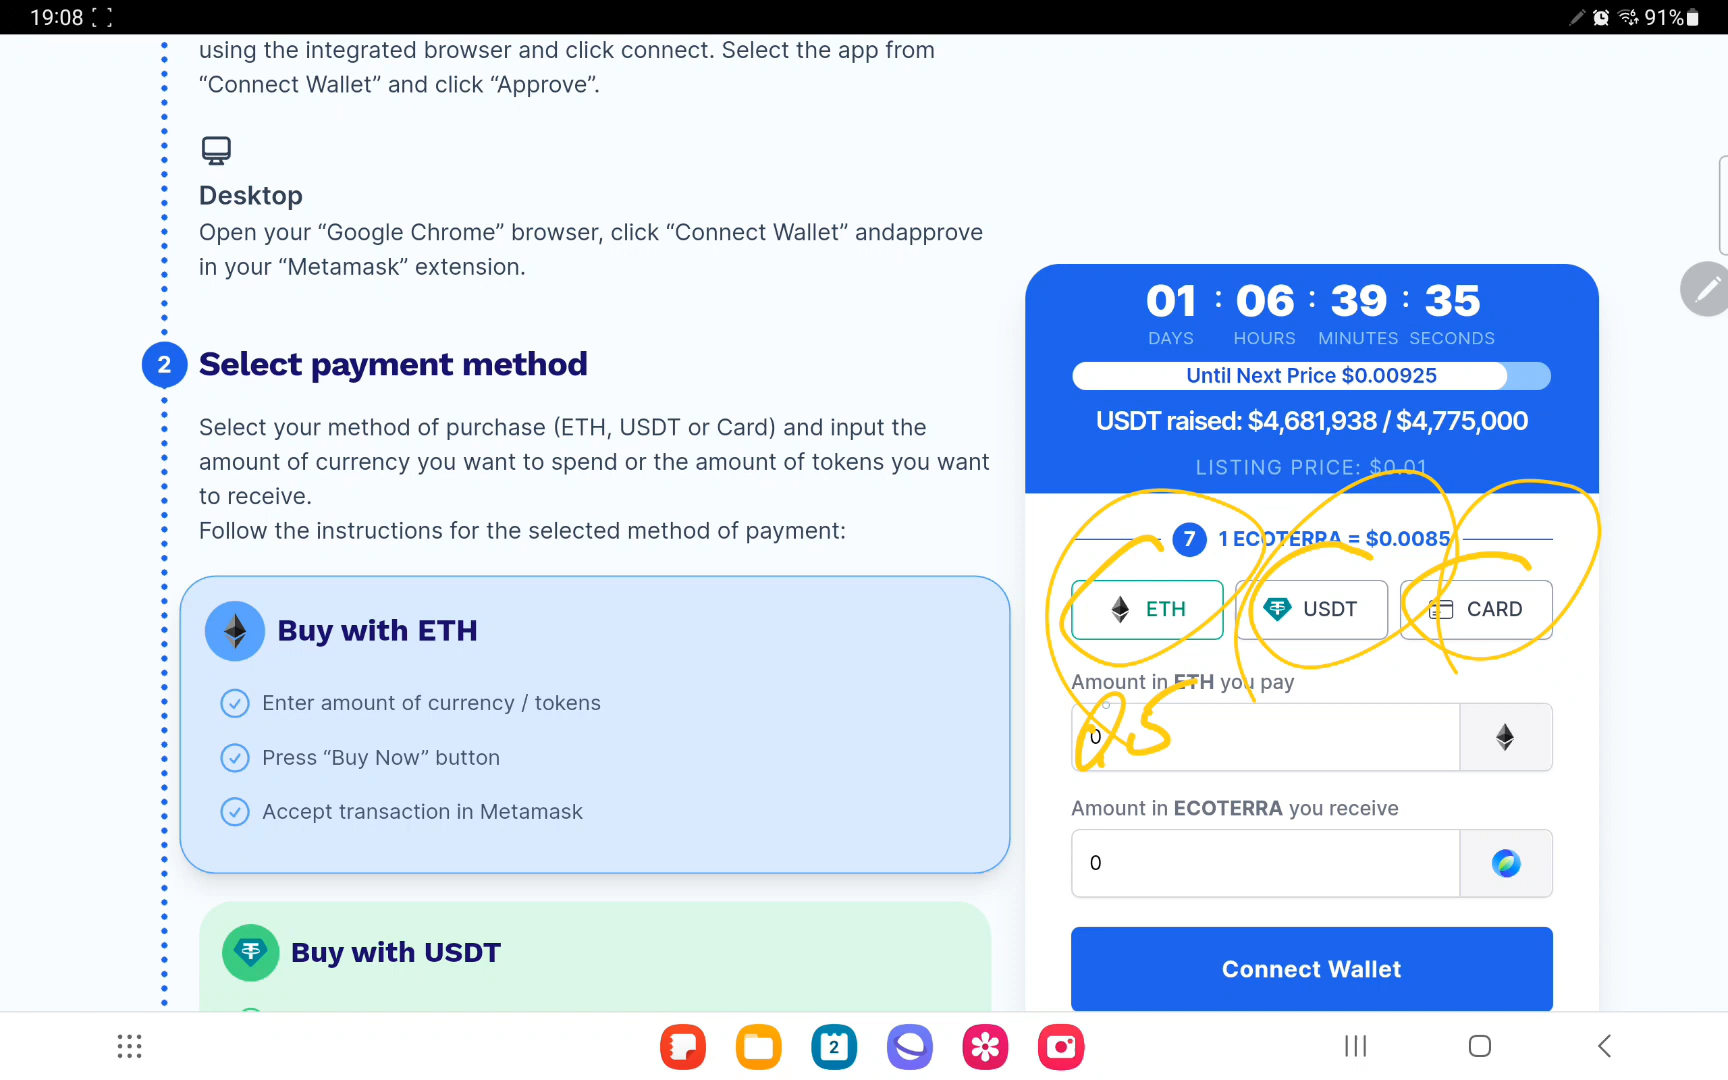 19:08
91%
using the integrated browser and click connect. Select the app from
“Connect Wallet” and click “Approve”.
Desktop
Open your “Google Chrome” browser, click “Connect Wallet” andapprove
in your “Metamask” extension.
2 Select payment method
Select your method of purchase (ETH, USDT or Card) and input the
amount of currency you want to spend or the amount of tokens you want
to receive.
Follow the instructions for the selected method of payment:
Buy with ETH
Enter amount of currency / tokens
Press “Buy Now” button
Accept transaction in Metamask
Buy with USDT
01 : 06 : 39 : 35
DAYS HOURS MINUTES SECONDS
Until Next Price $0.00925
USDT raised: $4,681,938 / $4,775,000
LISTING PRICE: $0.01
7 1 ECOTERRA = $0.0085
ETH USDT CARD
Amount in ETH you pay
0
0.5
Amount in ECOTERRA you receive
0
Connect Wallet
2